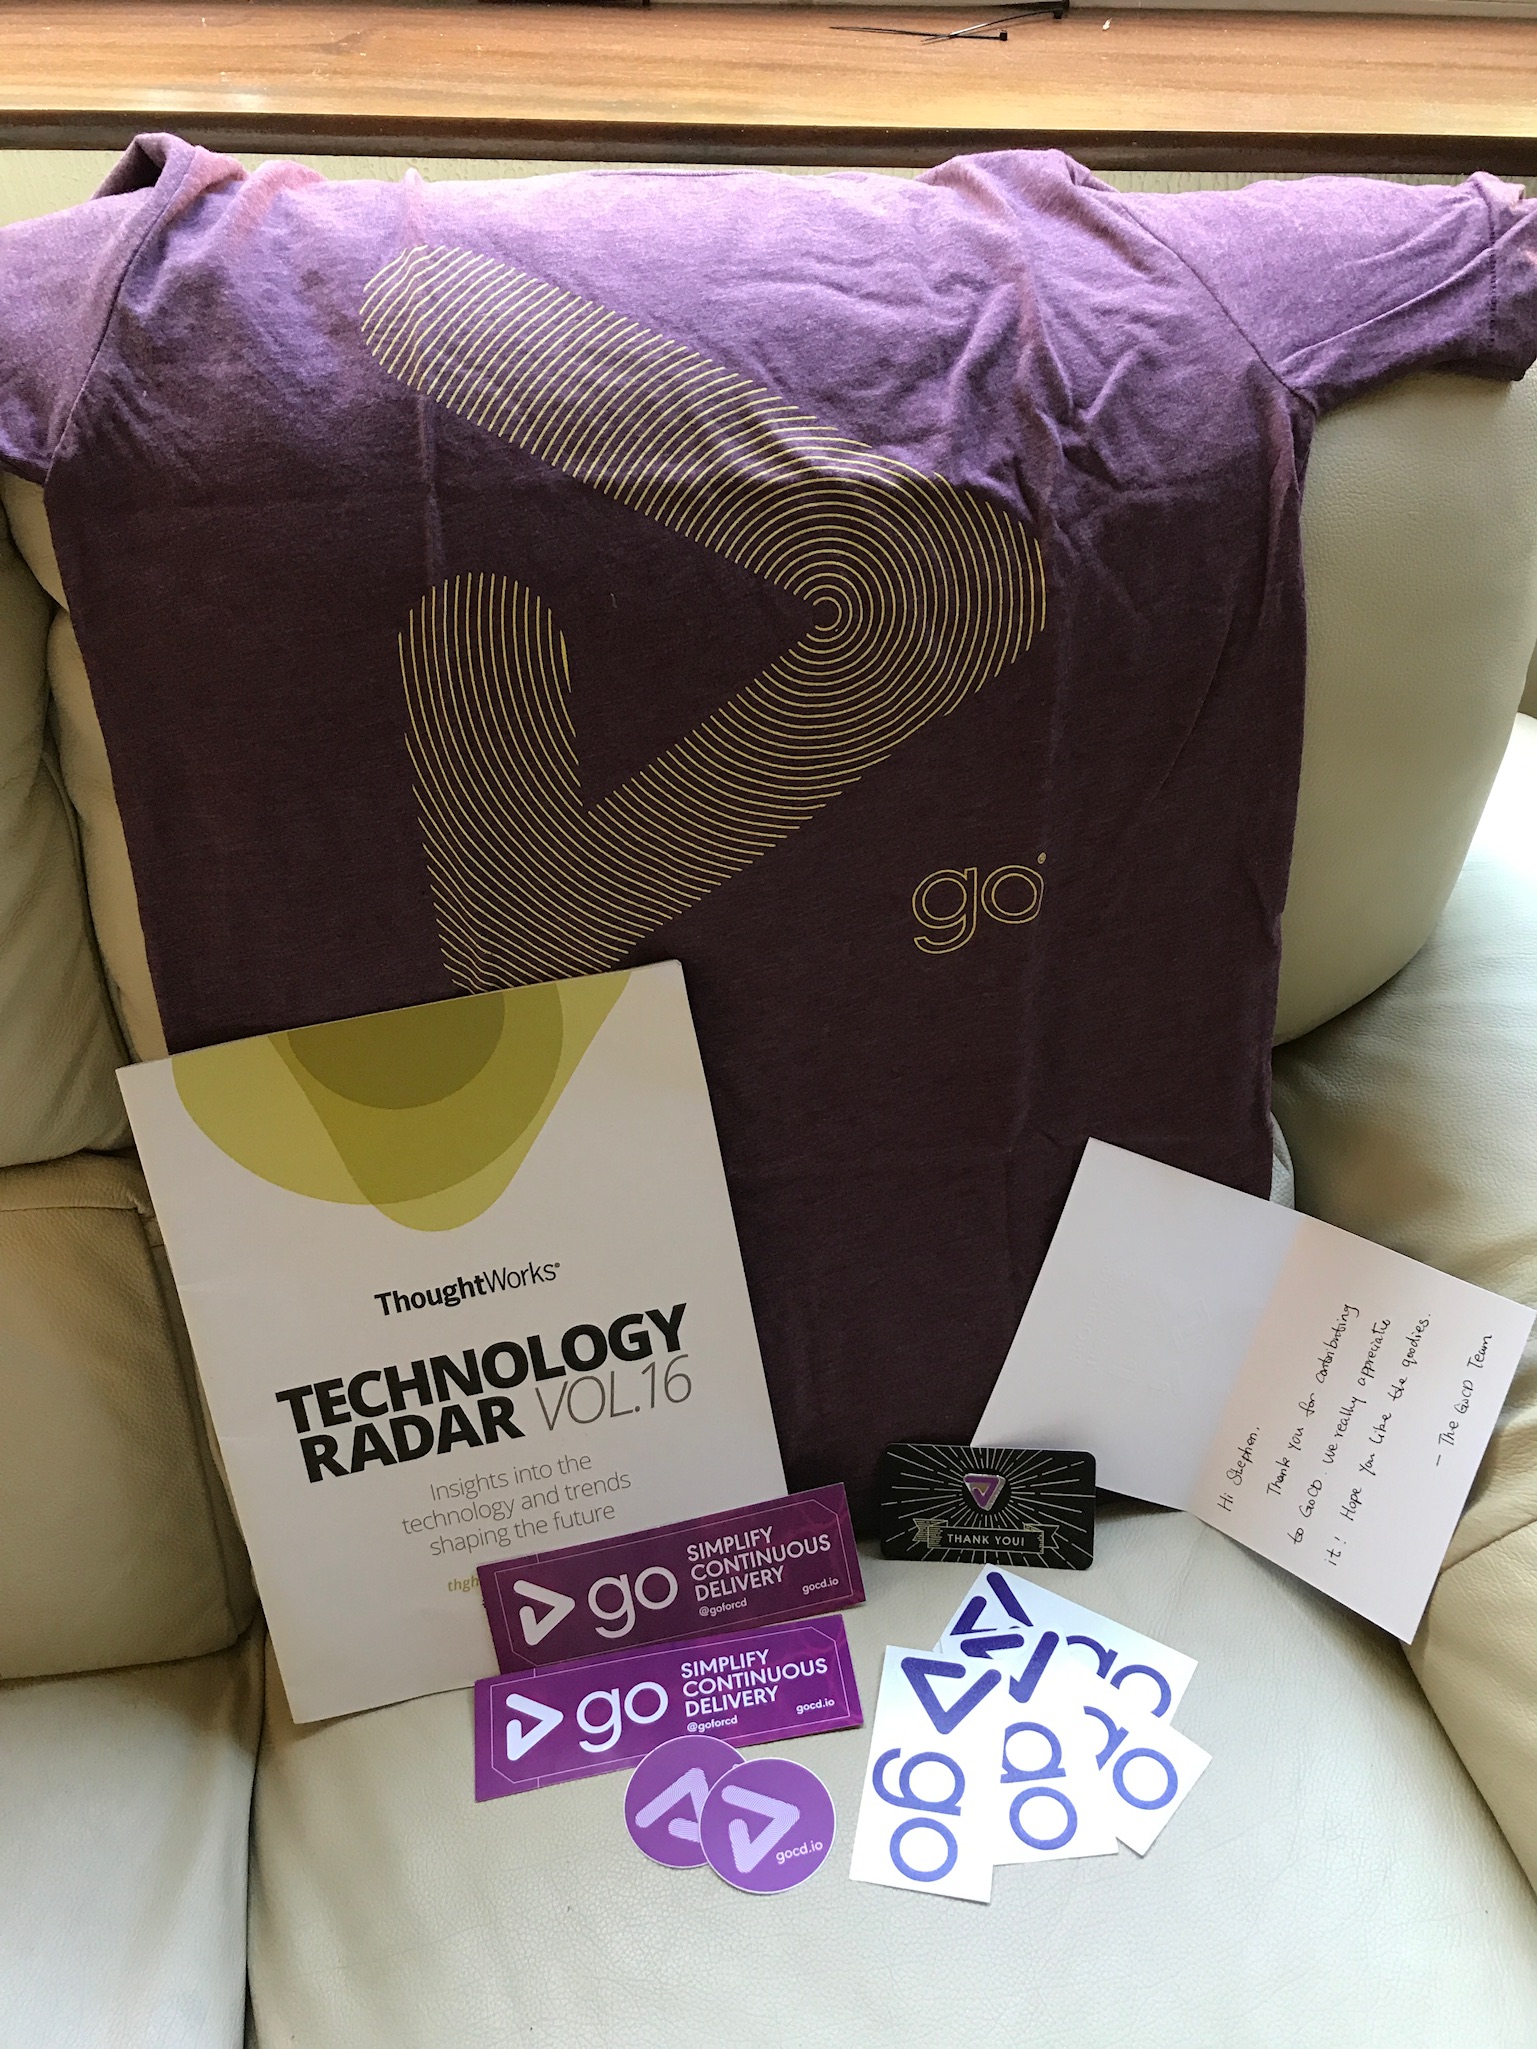 go
ThoughtWorks®
TECHNOLOGY
RADAR VOL.16
Insights into the
technology and trends
shaping the future
thgh
go
SIMPLIFY
CONTINUOUS
DELIVERY
@goforcd
gocd.io
go
SIMPLIFY
CONTINUOUS
DELIVERY
@goforcd
gocd.io
gocd.io
THANK YOU!
Hi Stephen,
Thank you for contributing
to GoCD. We really appreciate
it! Hope you like the goodies.
- The GoCD Team
go
go
go